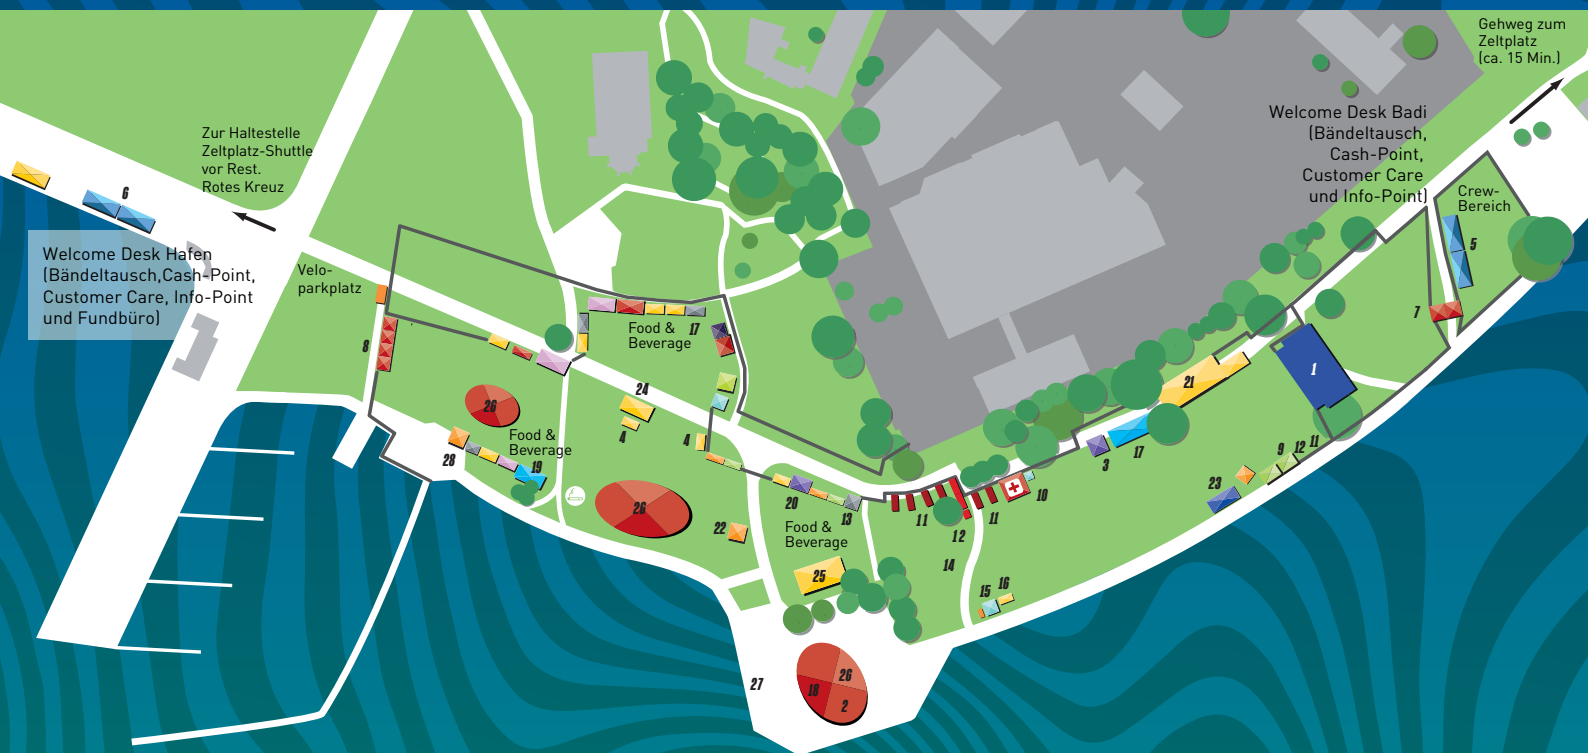 Gehweg zum
Zeltplatz
(ca. 15 Min.)
Welcome Desk Badi
(Bändeltausch,
Cash-Point,
Customer Care
und Info-Point)
Crew-
Bereich
Zur Haltestelle
Zeltplatz-Shuttle
vor Rest.
Rotes Kreuz
6
Welcome Desk Hafen
(Bändeltausch,Cash-Point,
Customer Care, Info-Point
und Fundbüro)
Velo-
parkplatz
8
Food &
Beverage
17
24
4
4
26
Food &
Beverage
28
19
26
22
20
13
Food &
Beverage
25
11
12
11
10
14
15
16
3
17
21
1
5
7
9
12
11
23
27
26
18
2